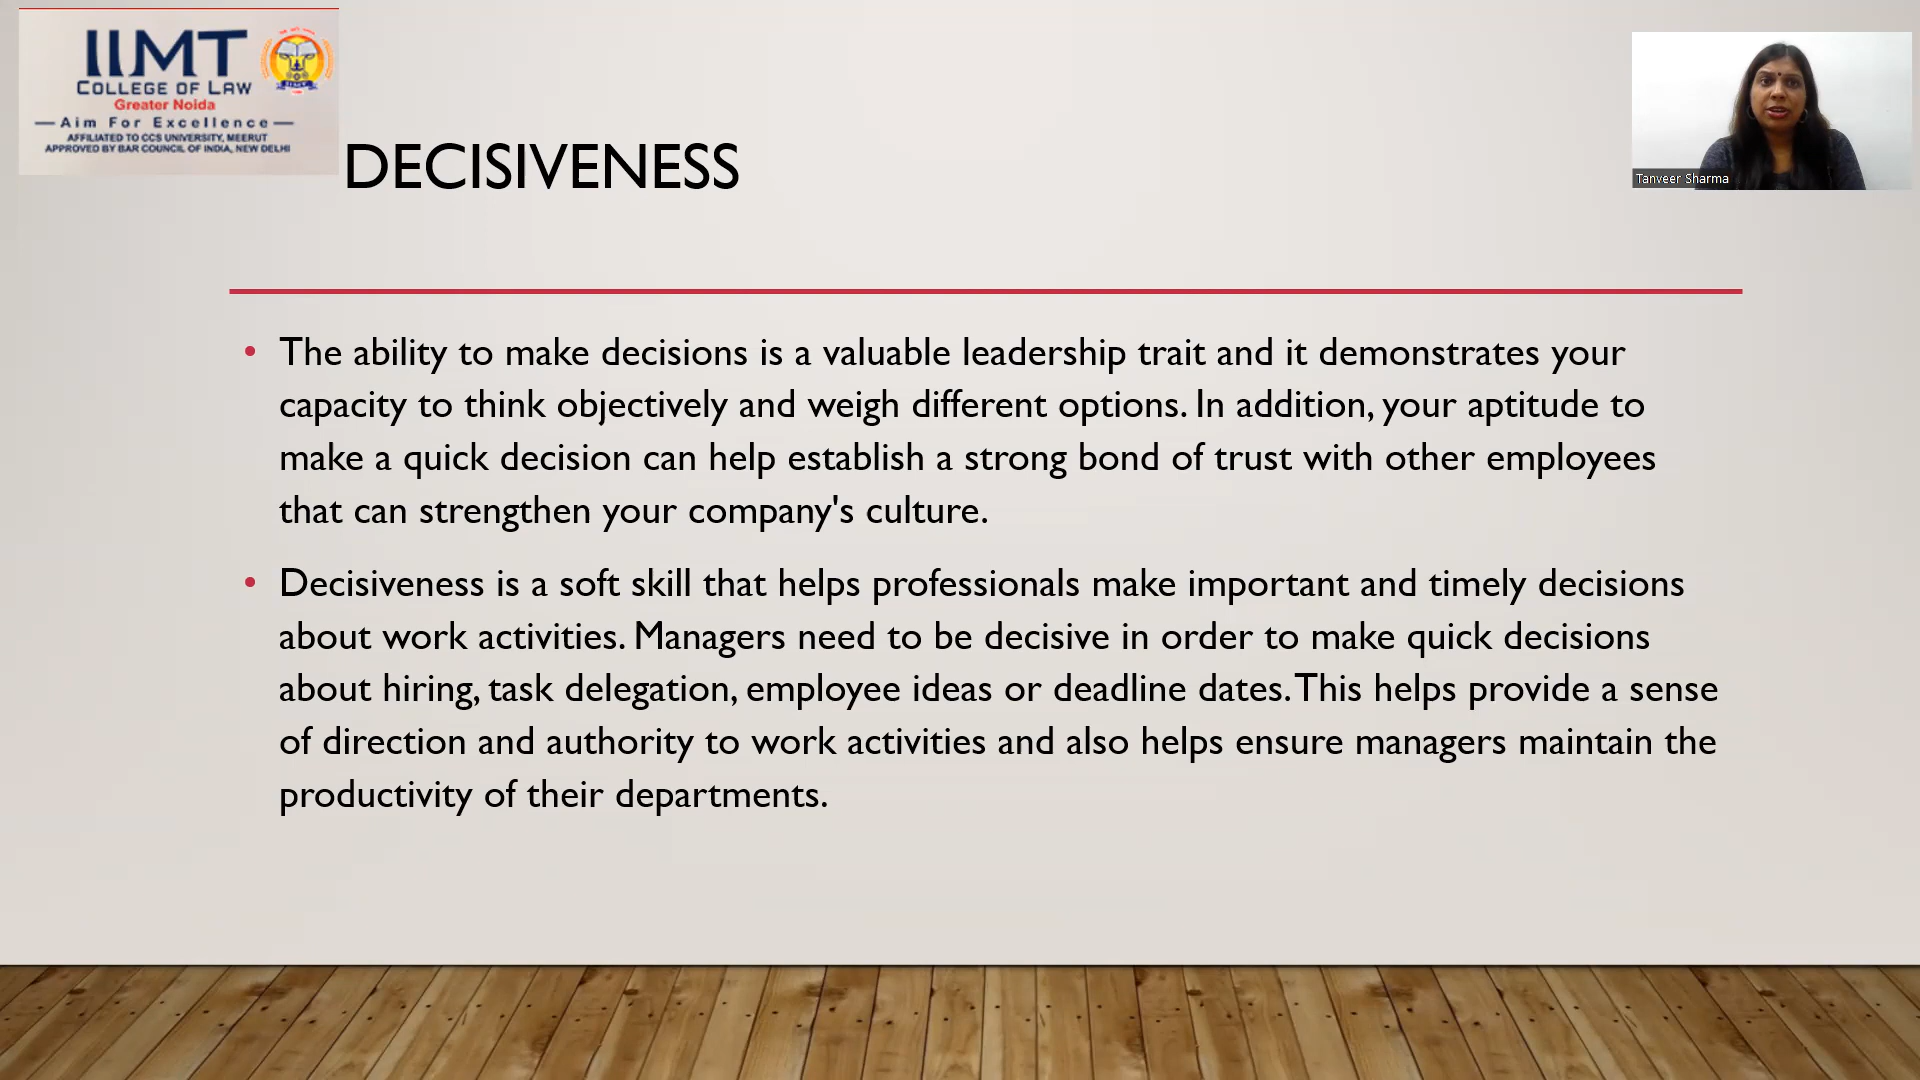 IIMT
COLLEGE OF LAW
Greater Noida
Aim For Excellence
AFFILIATED TO CCS UNIVERSITY, MEERUT
APPROVED BY BAR COUNCIL OF INDIA, NEW DELHI
IIMT
Tanveer Sharma
DECISIVENESS
• The ability to make decisions is a valuable leadership trait and it demonstrates your
capacity to think objectively and weigh different options. In addition, your aptitude to
make a quick decision can help establish a strong bond of trust with other employees
that can strengthen your company's culture.
• Decisiveness is a soft skill that helps professionals make important and timely decisions
about work activities. Managers need to be decisive in order to make quick decisions
about hiring, task delegation, employee ideas or deadline dates. This helps provide a sense
of direction and authority to work activities and also helps ensure managers maintain the
productivity of their departments.